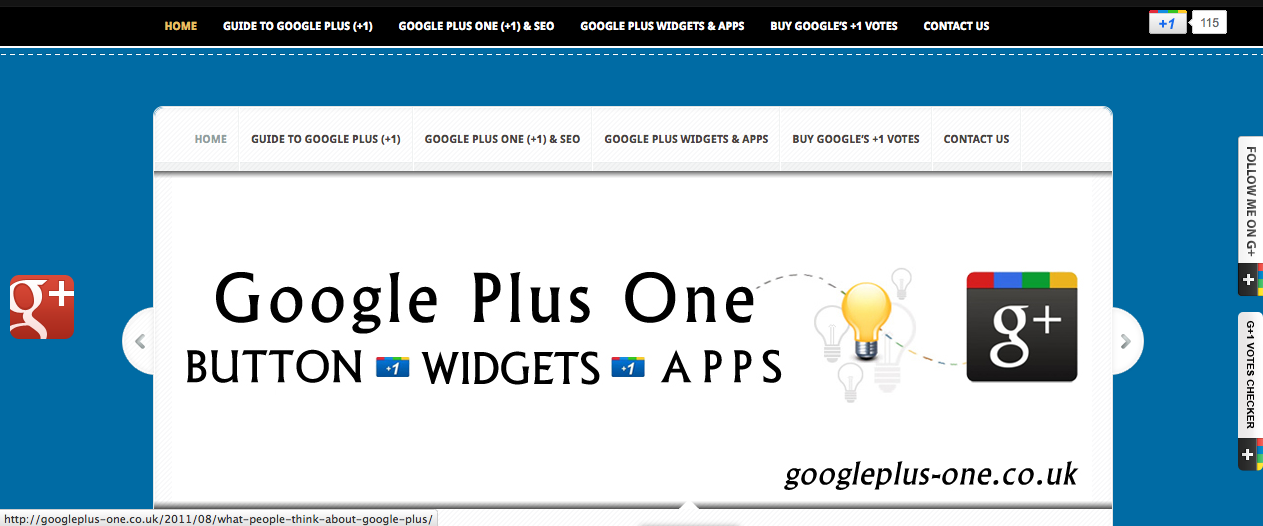 HOME GUIDE TO GOOGLE PLUS (+1) GOOGLE PLUS ONE (+1) & SEO GOOGLE PLUS WIDGETS & APPS BUY GOOGLE'S +1 VOTES CONTACT US +1 115
HOME GUIDE TO GOOGLE PLUS (+1) GOOGLE PLUS ONE (+1) & SEO GOOGLE PLUS WIDGETS & APPS BUY GOOGLE'S +1 VOTES CONTACT US
FOLLOW ME ON G+
g+
Google Plus One
g+
BUTTON +1 WIDGETS +1 APPS
G+1 VOTES CHECKER
googleplus-one.co.uk
http://googleplus-one.co.uk/2011/08/what-people-think-about-google-plus/